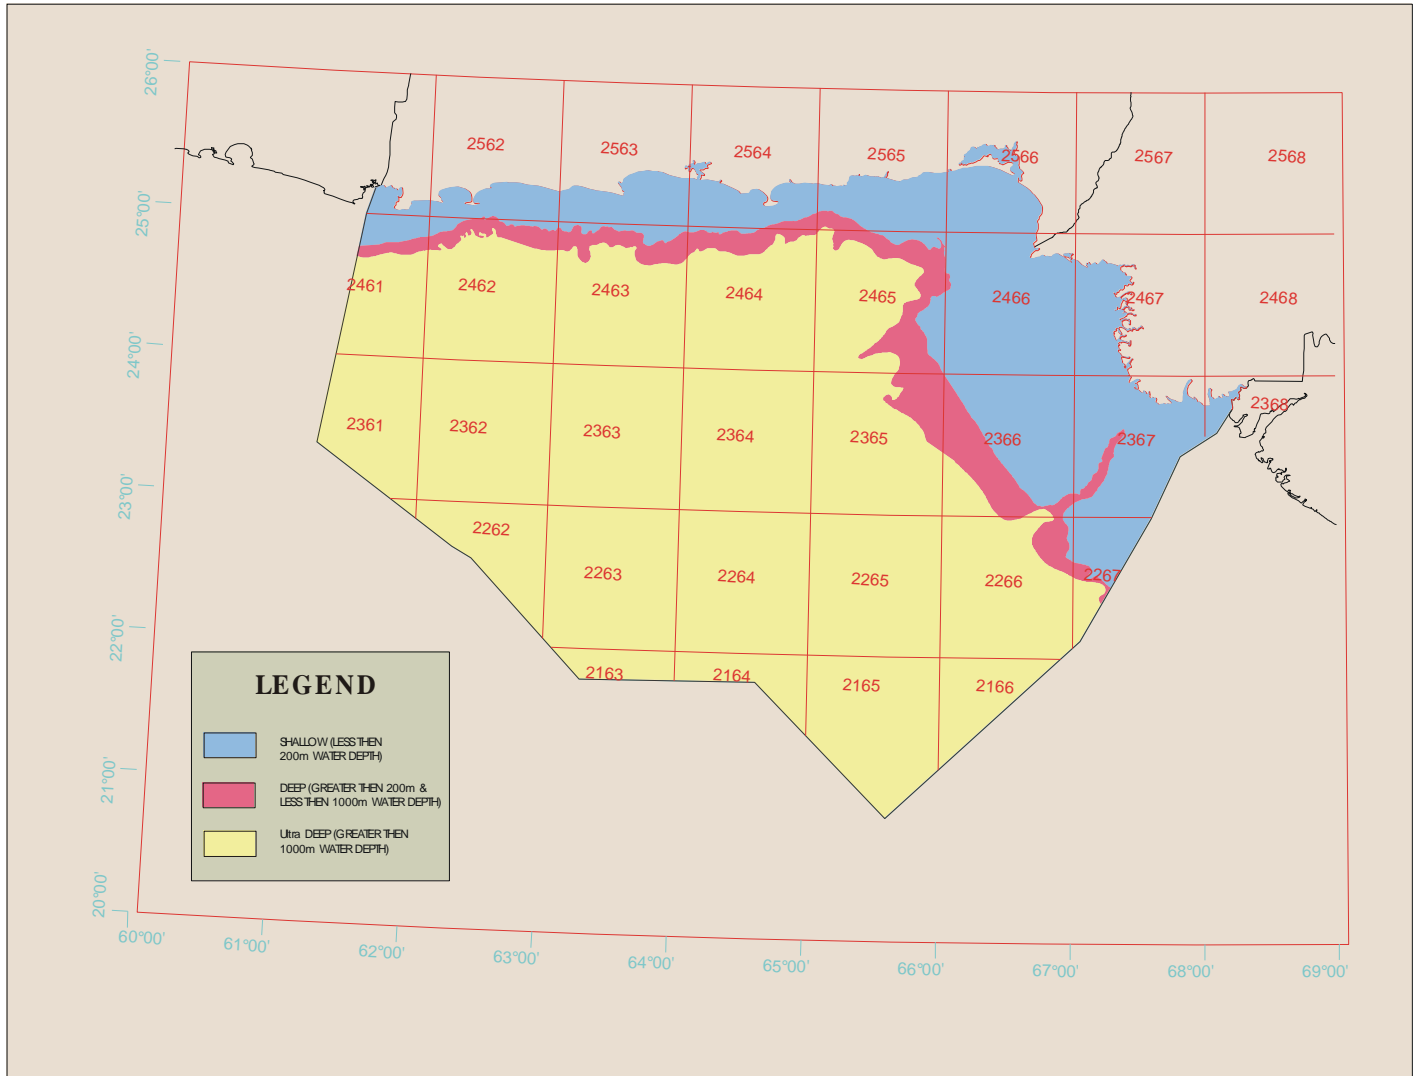 26°00'
25°00'
24°00'
23°00'
22°00'
21°00'
20°00'
2562 2563 2564 2565 2566 2567 2568
2461 2462 2463 2464 2465 2466 2467 2468
2361 2362 2363 2364 2365 2366 2367 2368
2262 2263 2264 2265 2266 2267
2163 2164 2165 2166
LEGEND
SHALLOW (LESS THEN
200m WATER DEPTH)
DEEP (GREATER THEN 200m &
LESS THEN 1000m WATER DEPTH)
Ultra DEEP (GREATER THEN
1000m WATER DEPTH)
60°00' 61°00' 62°00' 63°00' 64°00' 65°00' 66°00' 67°00' 68°00' 69°00'